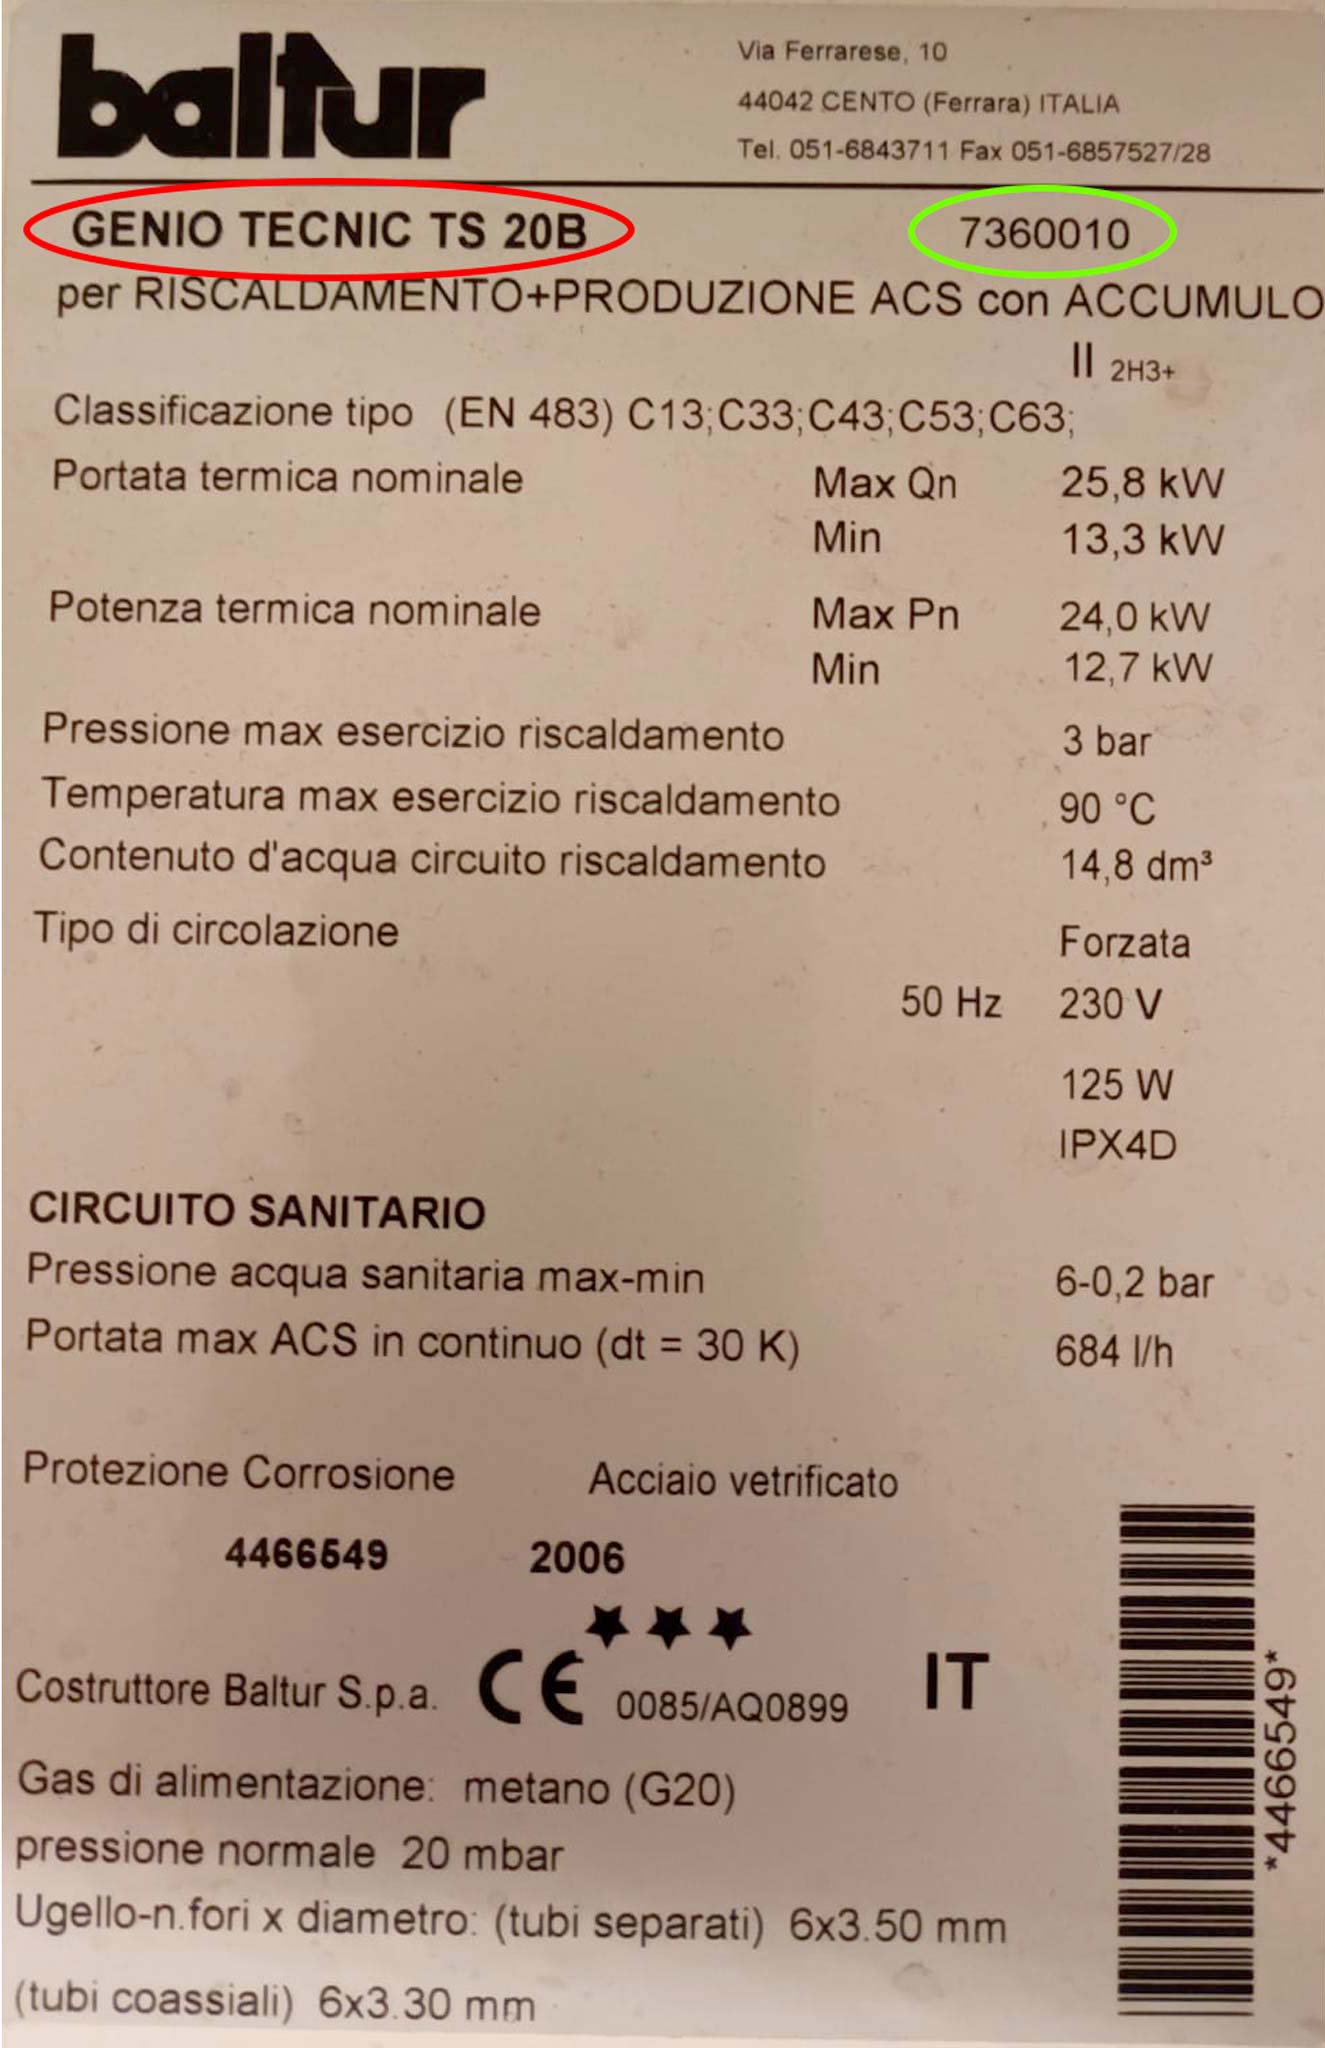 baltur
Via Ferrarese, 10
44042 CENTO (Ferrara) ITALIA
Tel. 051-6843711 Fax 051-6857527/28
GENIO TECNIC TS 20B 7360010
per RISCALDAMENTO+PRODUZIONE ACS con ACCUMULO
II 2H3+
Classificazione tipo (EN 483) C13;C33;C43;C53;C63;
Portata termica nominale Max Qn 25,8 kW
Min 13,3 kW
Potenza termica nominale Max Pn 24,0 kW
Min 12,7 kW
Pressione max esercizio riscaldamento 3 bar
Temperatura max esercizio riscaldamento 90 °C
Contenuto d'acqua circuito riscaldamento 14,8 dm³
Tipo di circolazione Forzata
50 Hz 230 V
125 W
IPX4D
CIRCUITO SANITARIO
Pressione acqua sanitaria max-min 6-0,2 bar
Portata max ACS in continuo (dt = 30 K) 684 l/h
Protezione Corrosione Acciaio vetrificato
4466549 2006
Costruttore Baltur S.p.a. CE 0085/AQ0899 IT
*4466549*
Gas di alimentazione: metano (G20)
pressione normale 20 mbar
Ugello-n.fori x diametro: (tubi separati) 6x3.50 mm
(tubi coassiali) 6x3.30 mm